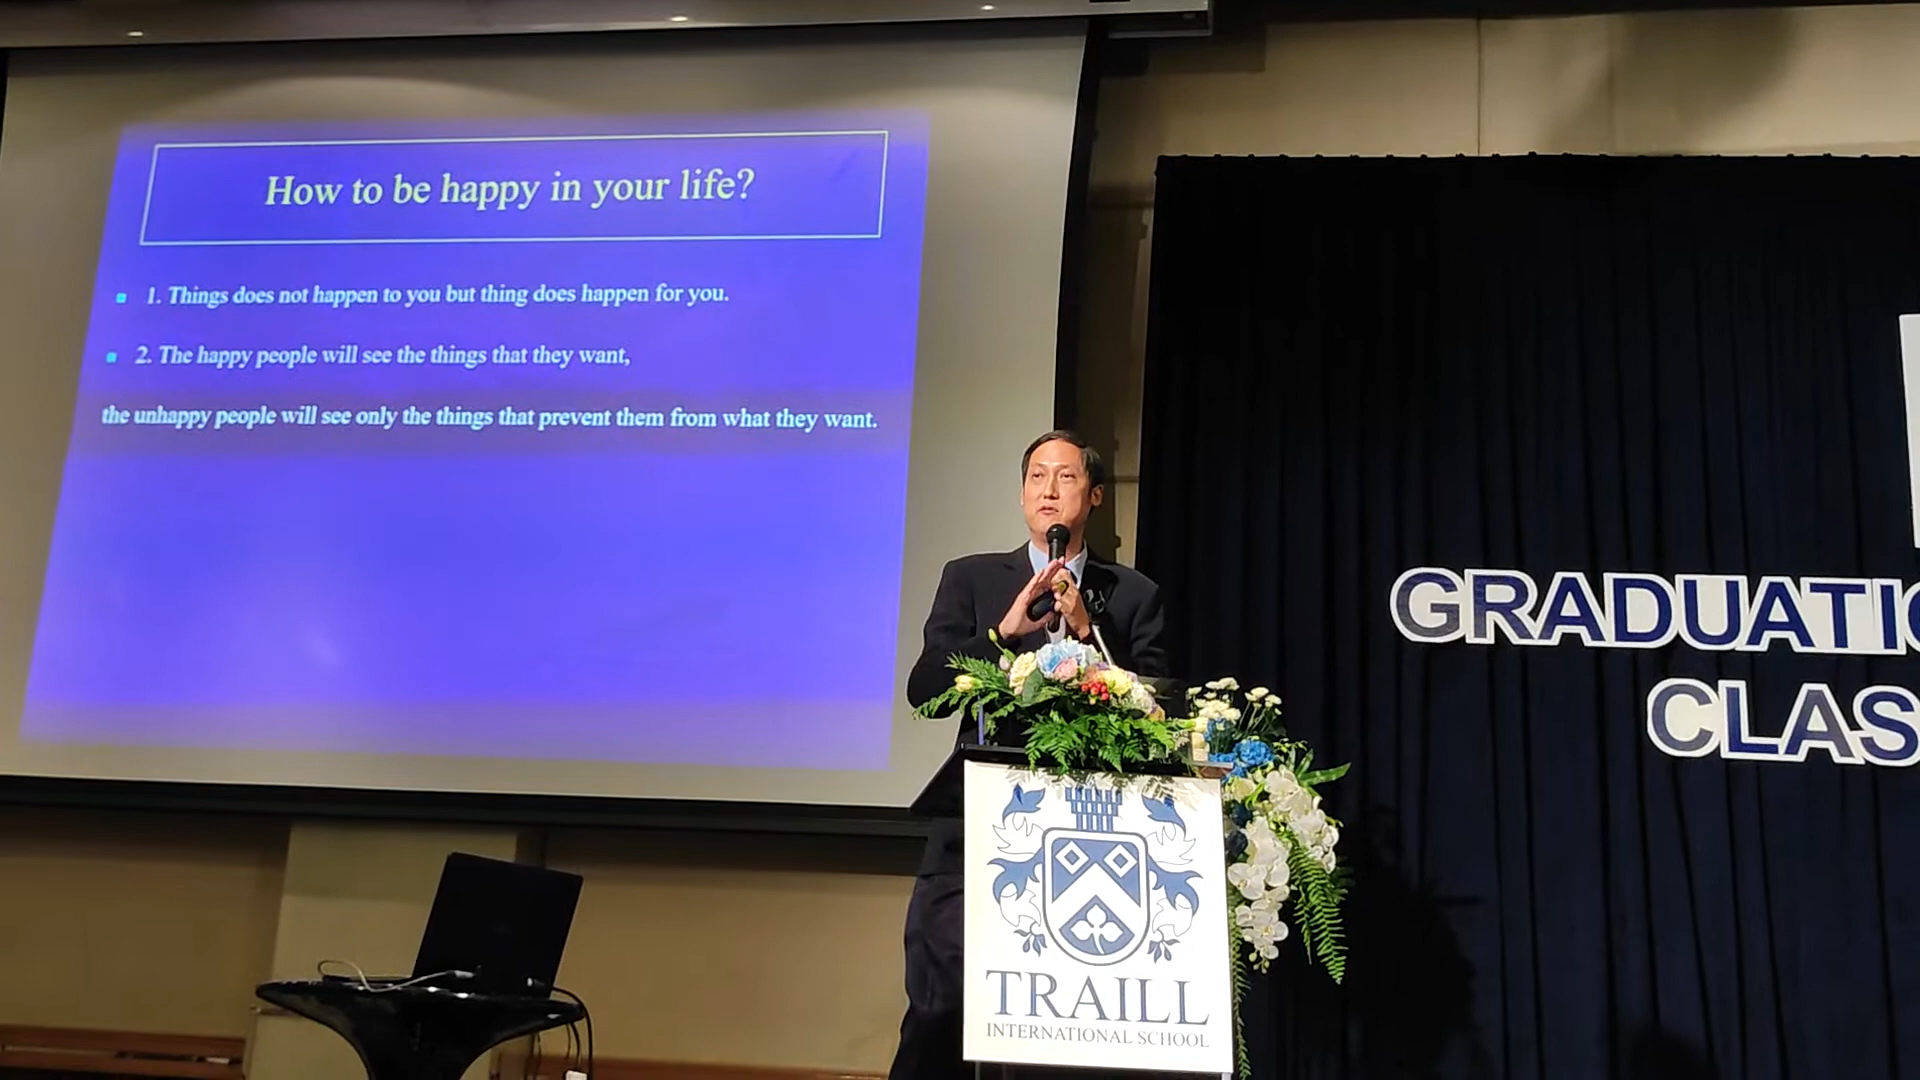 How to be happy in your life?
1. Things does not happen to you but thing does happen for you.
2. The happy people will see the things that they want,
the unhappy people will see only the things that prevent them from what they want.
GRADUATIO
CLAS
TRAILL
INTERNATIONAL SCHOOL